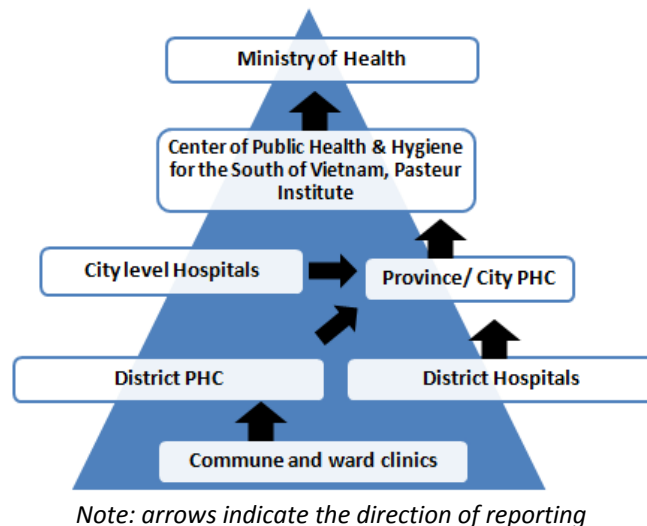 Ministry of Health
Center of Public Health & Hygiene
for the South of Vietnam, Pasteur
Institute
City level Hospitals
Province/ City PHC
District PHC
District Hospitals
Commune and ward clinics
Note: arrows indicate the direction of reporting